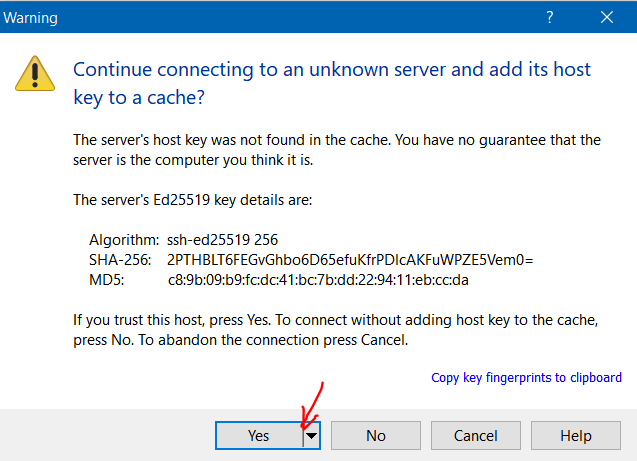 Warning
?
Continue connecting to an unknown server and add its host
key to a cache?
The server's host key was not found in the cache. You have no guarantee that the
server is the computer you think it is.
The server's Ed25519 key details are:
Algorithm: ssh-ed25519 256
SHA-256: 2PTHBLT6FEGvGhbo6D65efuKfrPDIcAKFuWPZE5Vem0=
MD5: c8:9b:09:b9:fc:dc:41:bc:7b:dd:22:94:11:eb:cc:da
If you trust this host, press Yes. To connect without adding host key to the cache,
press No. To abandon the connection press Cancel.
Copy key fingerprints to clipboard
Yes No Cancel Help